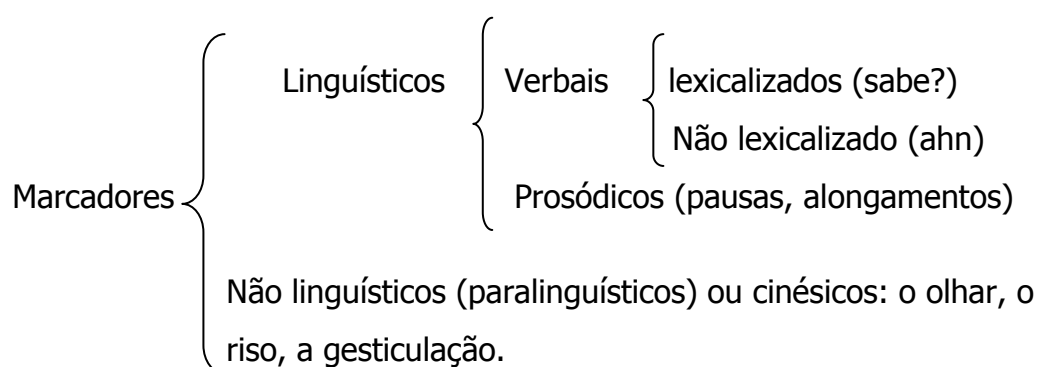 Linguísticos Verbais lexicalizados (sabe?)
Não lexicalizado (ahn)
Marcadores Prosódicos (pausas, alongamentos)
Não linguísticos (paralinguísticos) ou cinésicos: o olhar, o
riso, a gesticulação.